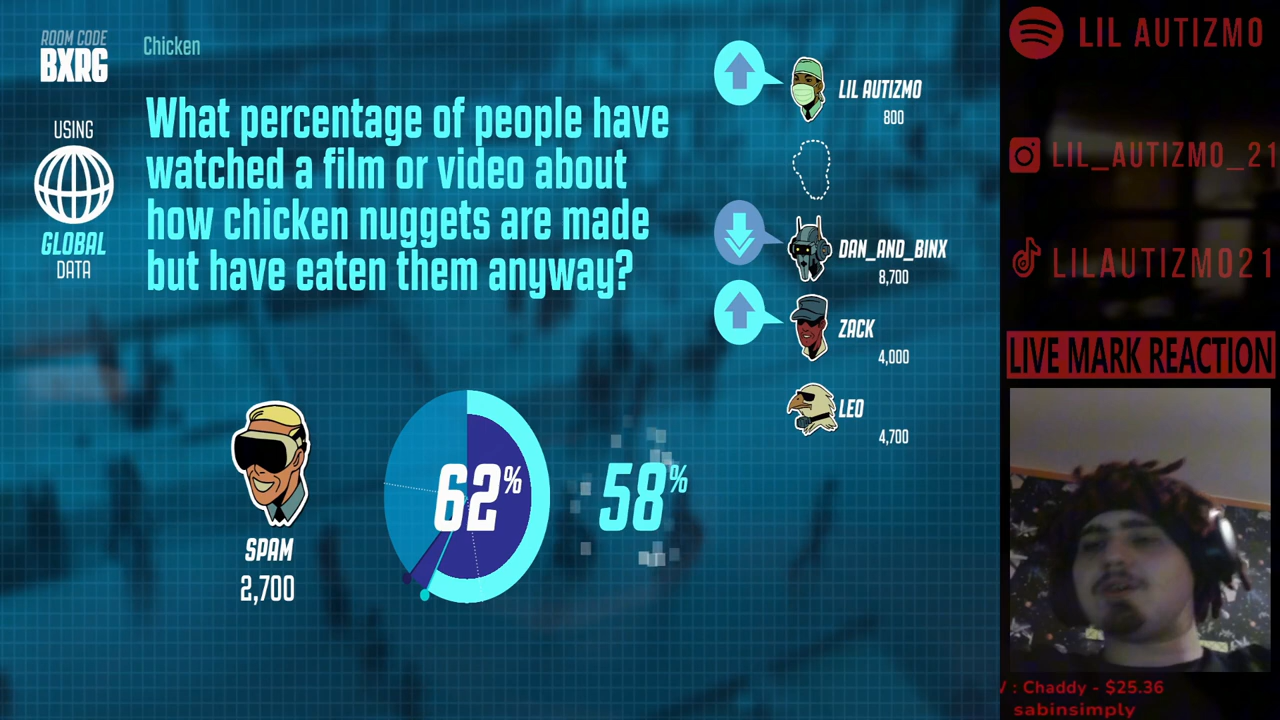 ROOM CODE
BXRG
USING
GLOBAL
DATA
Chicken
What percentage of people have
watched a film or video about
how chicken nuggets are made
but have eaten them anyway?
LIL AUTIZMO
800
DAN_AND_BINX
8,700
ZACK
4,000
LEO
4,700
SPAM
2,700
62%
58%
LIL AUTIZMO
LIL_AUTIZMO_21
LILAUTIZMO21
LIVE MARK REACTION
: Chaddy - $25.36
sabinsimply